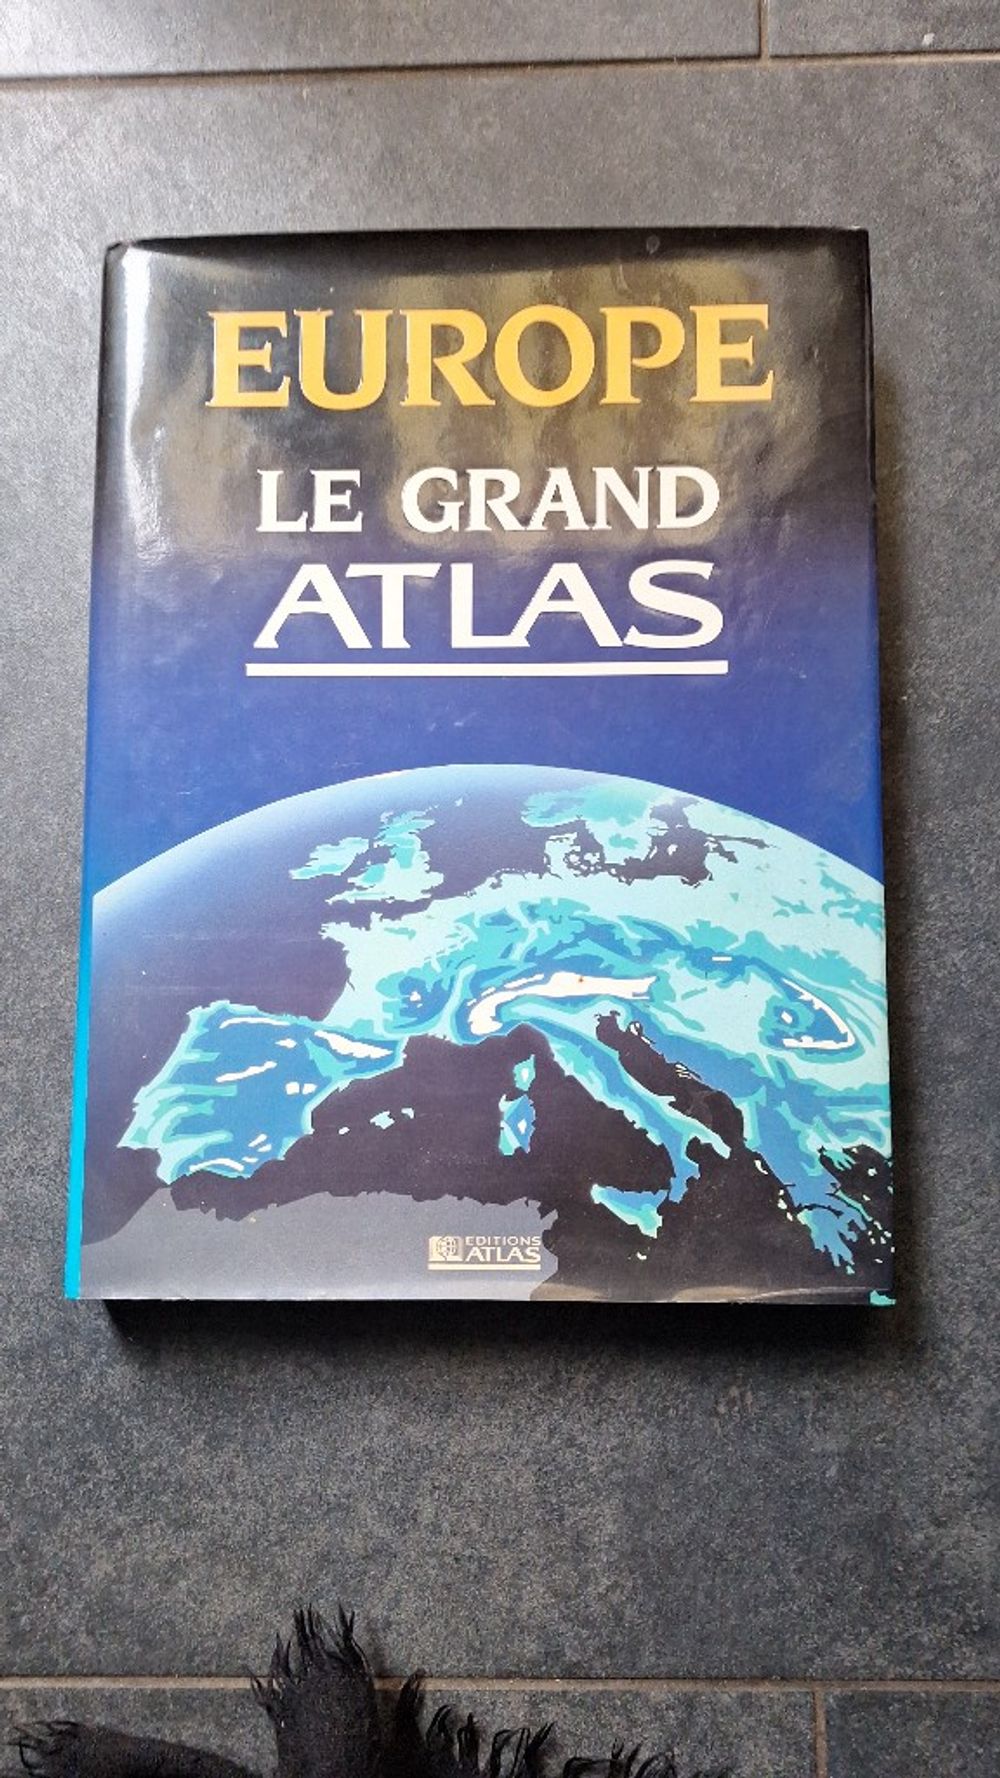 EUROPE
LE GRAND
ATLAS
EDITIONS
ATLAS